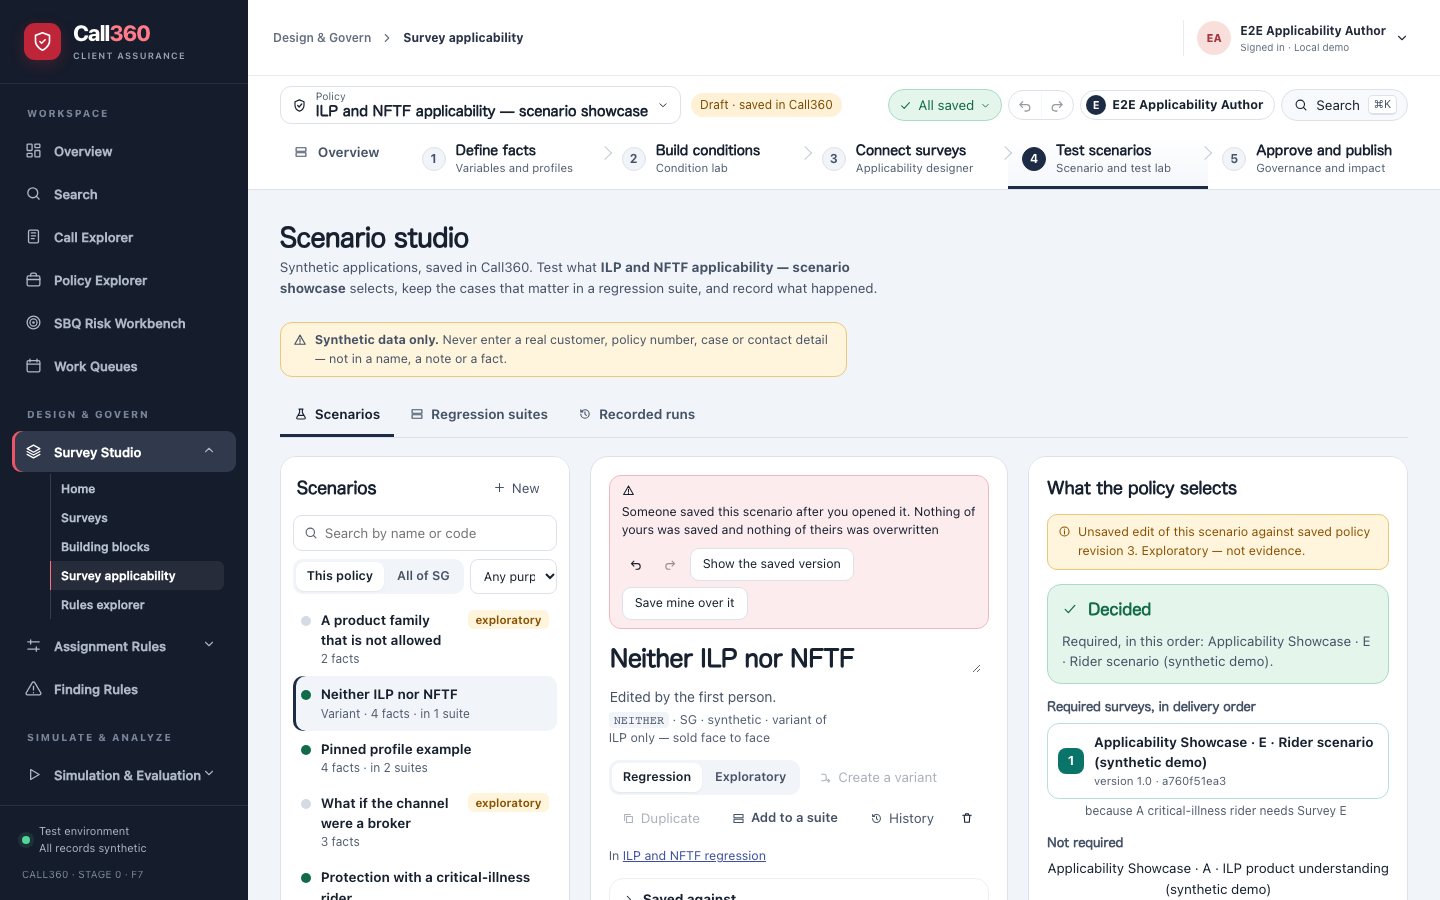 Call360
CLIENT ASSURANCE
WORKSPACE
Overview
Search
Call Explorer
Policy Explorer
SBQ Risk Workbench
Work Queues
DESIGN & GOVERN
Survey Studio
Home
Surveys
Building blocks
Survey applicability
Rules explorer
Assignment Rules
Finding Rules
SIMULATE & ANALYZE
Simulation & Evaluation
Test environment
All records synthetic
CALL360 · STAGE 0 · F7
Design & Govern > Survey applicability
EA
E2E Applicability Author
Signed in · Local demo
Policy
ILP and NFTF applicability — scenario showcase
Draft · saved in Call360
All saved
E E2E Applicability Author
Search ⌘K
Overview
1 Define facts
Variables and profiles
2 Build conditions
Condition lab
3 Connect surveys
Applicability designer
4 Test scenarios
Scenario and test lab
5 Approve and publish
Governance and impact
Scenario studio
Synthetic applications, saved in Call360. Test what ILP and NFTF applicability — scenario
showcase selects, keep the cases that matter in a regression suite, and record what happened.
Synthetic data only. Never enter a real customer, policy number, case or contact detail
— not in a name, a note or a fact.
Scenarios
Regression suites
Recorded runs
Scenarios
+ New
Search by name or code
This policy
All of SG
Any purp
A product family
that is not allowed
exploratory
2 facts
Neither ILP nor NFTF
Variant · 4 facts · in 1 suite
Pinned profile example
4 facts · in 2 suites
What if the channel
were a broker
exploratory
3 facts
Protection with a critical-illness
rider
Someone saved this scenario after you opened it. Nothing of
yours was saved and nothing of theirs was overwritten
Show the saved version
Save mine over it
Neither ILP nor NFTF
Edited by the first person.
NEITHER · SG · synthetic · variant of
ILP only — sold face to face
Regression
Exploratory
Create a variant
Duplicate
Add to a suite
History
In ILP and NFTF regression
Saved against
What the policy selects
Unsaved edit of this scenario against saved policy
revision 3. Exploratory — not evidence.
Decided
Required, in this order: Applicability Showcase · E
· Rider scenario (synthetic demo).
Required surveys, in delivery order
1
Applicability Showcase · E · Rider scenario
(synthetic demo)
version 1.0 · a760f51ea3
because A critical-illness rider needs Survey E
Not required
Applicability Showcase · A · ILP product understanding
(synthetic demo)